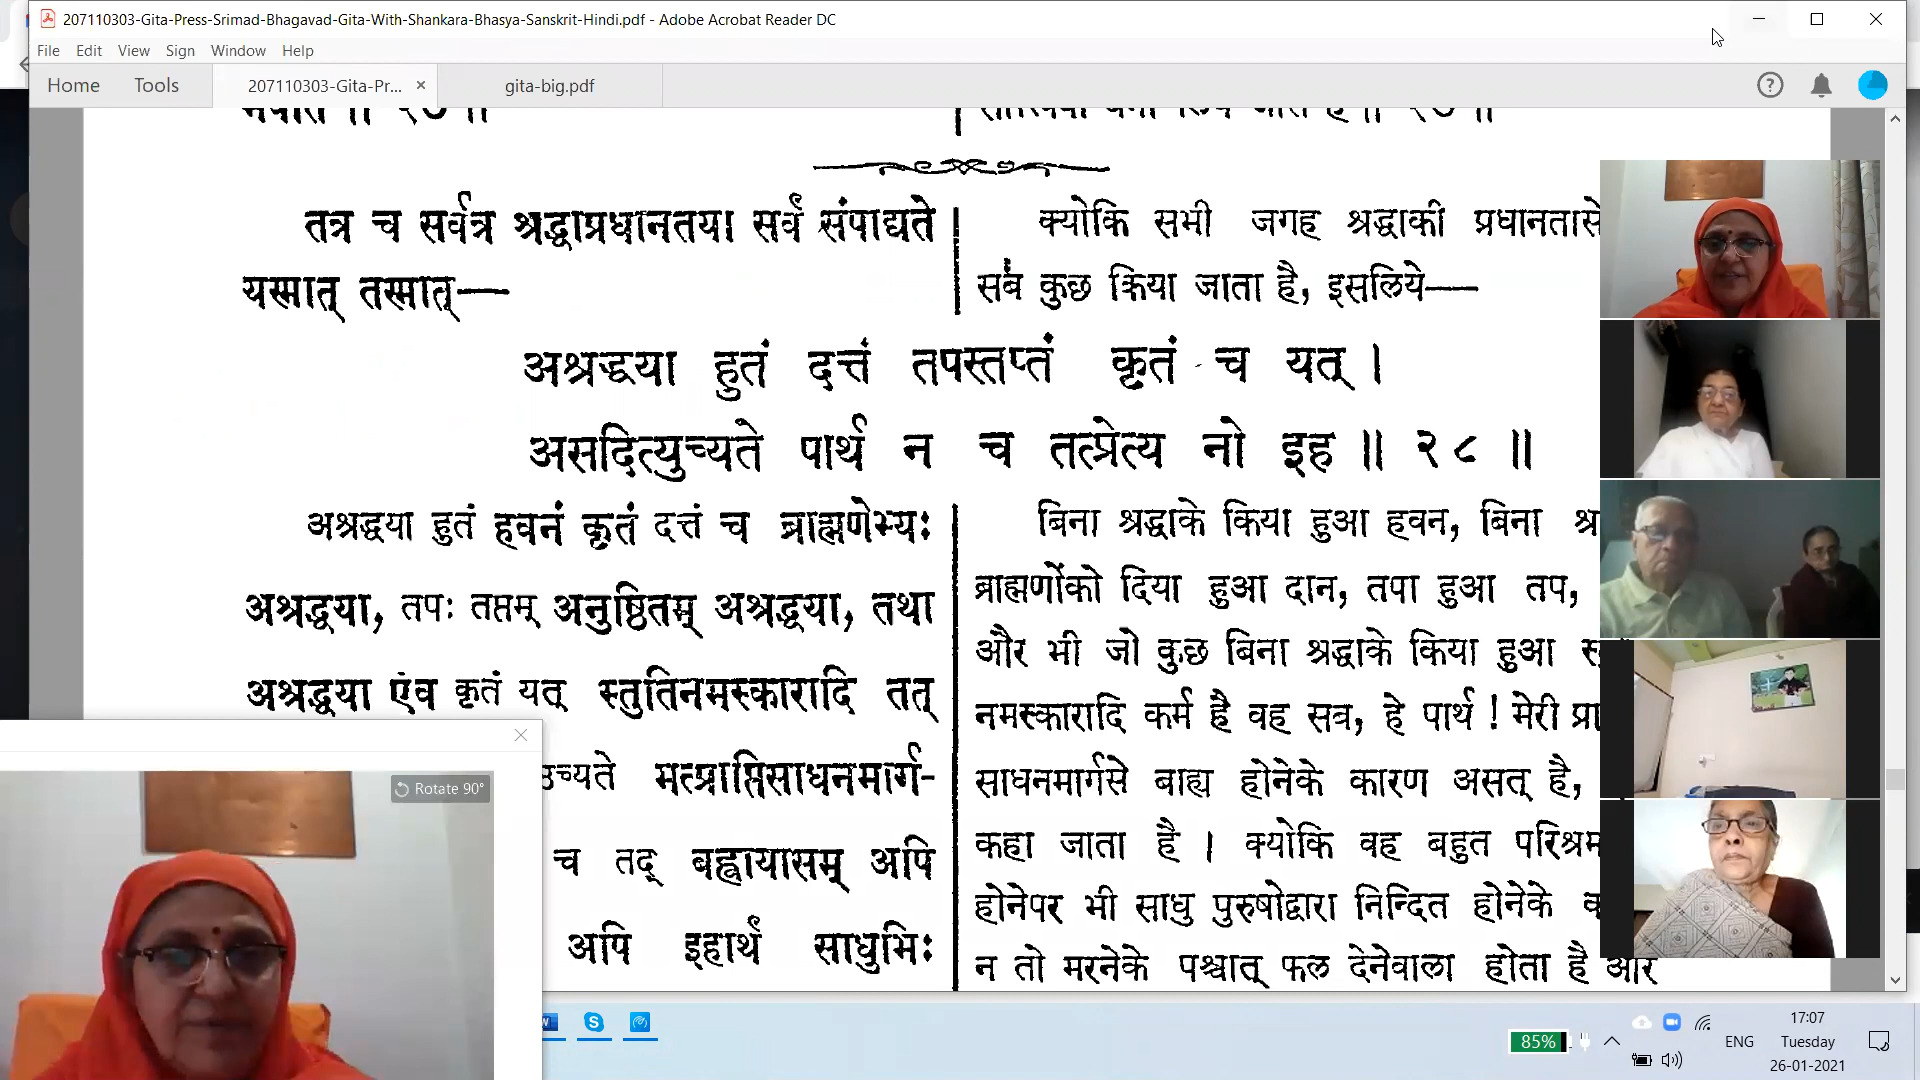 207110303-Gita-Press-Srimad-Bhagavad-Gita-With-Shankara-Bhasya-Sanskrit-Hindi.pdf - Adobe Acrobat Reader DC
File Edit View Sign Window Help
Home Tools 207110303-Gita-Pr... gita-big.pdf
तत्र च सर्वत्र श्रद्धाप्रधानतया सर्वं संपाद्यते
यस्मात् तस्मात्—
क्योंकि सभी जगह श्रद्धाकी प्रधानतासे
सब कुछ किया जाता है, इसलिये—
अश्रद्धया हुतं दत्तं तपस्तप्तं कृतं च यत् ।
असदित्युच्यते पार्थ न च तत्प्रेत्य नो इह ॥ २८ ॥
अश्रद्धया हुतं हवनं कृतं दत्तं च ब्राह्मणेभ्यः
अश्रद्धया, तपः तप्तम् अनुष्ठितम् अश्रद्धया, तथा
अश्रद्धया एव कृतं यत् स्तुतिनमस्कारादि तत्
उच्यते मत्प्राप्तिसाधनमार्ग-
च तद् बह्वायासम् अपि
अपि इहार्थं साधुभिः
बिना श्रद्धाके किया हुआ हवन, बिना
ब्राह्मणोंको दिया हुआ दान, तपा हुआ तप,
और भी जो कुछ बिना श्रद्धाके किया हुआ
नमस्कारादि कर्म है वह सब, हे पार्थ ! मेरी
साधनमार्गसे बाह्य होनेके कारण असत् है,
कहा जाता है । क्योंकि वह बहुत परिश्रम
होनेपर भी साधु पुरुषोंद्वारा निन्दित होनेके
न तो मरनेके पश्चात् फल देनेवाला होता है और
Rotate 90°
85%
ENG
17:07
Tuesday
26-01-2021